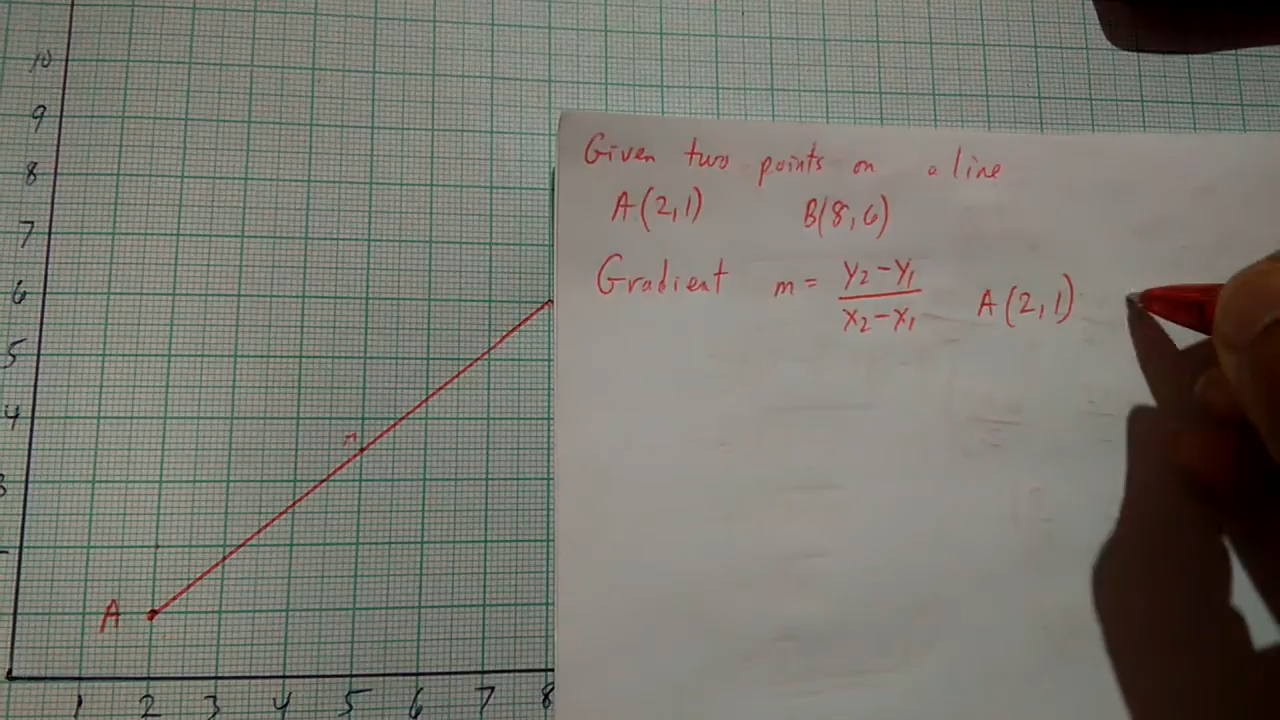 10
9
8
7
6
5
4
3
A
n
1 2 3 4 5 6 7 8
Given two points on a line
A(2,1) B(8,6)
Gradient m = y₂-y₁ / x₂-x₁ A(2,1)